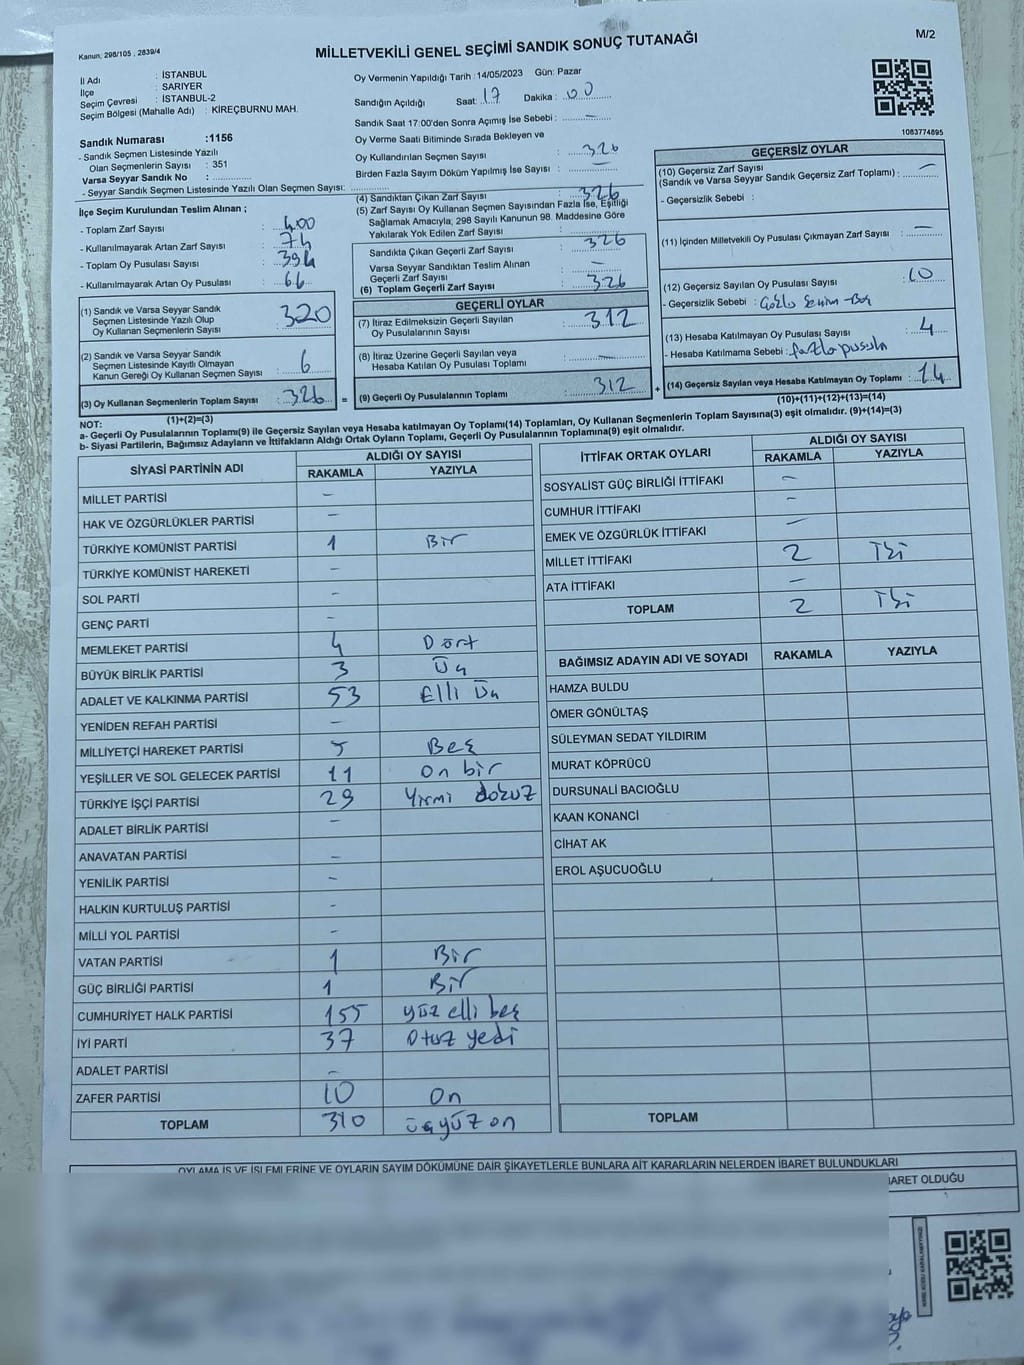 Kanun, 298/105 , 2839/4
MİLLETVEKİLİ GENEL SEÇİMİ SANDIK SONUÇ TUTANAĞI
M/2
İl Adı : İSTANBUL
İlçe : SARIYER
Seçim Çevresi : İSTANBUL-2
Seçim Bölgesi (Mahalle Adı) : KİREÇBURNU MAH.
Sandık Numarası :1156
- Sandık Seçmen Listesinde Yazılı
Olan Seçmenlerin Sayısı : 351
Varsa Seyyar Sandık No :
- Seyyar Sandık Seçmen Listesinde Yazılı Olan Seçmen Sayısı:
Oy Vermenin Yapıldığı Tarih : 14/05/2023 Gün: Pazar
Sandığın Açıldığı Saat: 17 Dakika : 00
Sandık Saat 17:00'den Sonra Açımış İse Sebebi : -
Oy Verme Saati Bitiminde Sırada Bekleyen ve
Oy Kullandırılan Seçmen Sayısı : 326
Birden Fazla Sayım Döküm Yapılmış İse Sayısı : -
1083774895
İlçe Seçim Kurulundan Teslim Alınan ;
- Toplam Zarf Sayısı : 400
- Kullanılmayarak Artan Zarf Sayısı : 74
- Toplam Oy Pusulası Sayısı : 394
- Kullanılmayarak Artan Oy Pusulası : 66
(1) Sandık ve Varsa Seyyar Sandık
Seçmen Listesinde Yazılı Olup
Oy Kullanan Seçmenlerin Sayısı : 320
(2) Sandık ve Varsa Seyyar Sandık
Seçmen Listesinde Kayıtlı Olmayan
Kanun Gereği Oy Kullanan Seçmen Sayısı : 6
(3) Oy Kullanan Seçmenlerin Toplam Sayısı : 326 =
(1)+(2)=(3)
(4) Sandıktan Çıkan Zarf Sayısı : 326
(5) Zarf Sayısı Oy Kullanan Seçmen Sayısından Fazla İse, Eşitliği
Sağlamak Amacıyla, 298 Sayılı Kanunun 98. Maddesine Göre
Yakılarak Yok Edilen Zarf Sayısı :
Sandıkta Çıkan Geçerli Zarf Sayısı : 326
Varsa Seyyar Sandıktan Teslim Alınan
Geçerli Zarf Sayısı : -
(6) Toplam Geçerli Zarf Sayısı : 326
GEÇERLİ OYLAR
(7) İtiraz Edilmeksizin Geçerli Sayılan
Oy Pusulalarının Sayısı : 312
(8) İtiraz Üzerine Geçerli Sayılan veya
Hesaba Katılan Oy Pusulası Toplamı : -
(9) Geçerli Oy Pusulalarının Toplamı : 312 +
GEÇERSİZ OYLAR
(10) Geçersiz Zarf Sayısı
(Sandık ve Varsa Seyyar Sandık Geçersiz Zarf Toplamı) : -
- Geçersizlik Sebebi :
(11) İçinden Milletvekili Oy Pusulası Çıkmayan Zarf Sayısı : -
(12) Geçersiz Sayılan Oy Pusulası Sayısı : 10
- Geçersizlik Sebebi : Çoklu Seçim - Boş
(13) Hesaba Katılmayan Oy Pusulası Sayısı : 4
- Hesaba Katılmama Sebebi : fazla pusula
(14) Geçersiz Sayılan veya Hesaba Katılmayan Oy Toplamı : 14
(10)+(11)+(12)+(13)=(14)
NOT:
a- Geçerli Oy Pusulalarının Toplamı(9) ile Geçersiz Sayılan veya Hesaba katılmayan Oy Toplamı(14) Toplamları, Oy Kullanan Seçmenlerin Toplam Sayısına(3) eşit olmalıdır. (9)+(14)=(3)
b- Siyasi Partilerin, Bağımsız Adayların ve İttifakların Aldığı Ortak Oyların Toplamı, Geçerli Oy Pusulalarının Toplamına(9) eşit olmalıdır.
SİYASİ PARTİNİN ADI ALDIĞI OY SAYISI
RAKAMLA YAZIYLA
MİLLET PARTİSİ -
HAK VE ÖZGÜRLÜKLER PARTİSİ -
TÜRKİYE KOMÜNİST PARTİSİ 1 Bir
TÜRKİYE KOMÜNİST HAREKETİ -
SOL PARTİ -
GENÇ PARTİ -
MEMLEKET PARTİSİ 4 Dört
BÜYÜK BİRLİK PARTİSİ 3 Üç
ADALET VE KALKINMA PARTİSİ 53 Elli Üç
YENİDEN REFAH PARTİSİ -
MİLLİYETÇİ HAREKET PARTİSİ 5 Beş
YEŞİLLER VE SOL GELECEK PARTİSİ 11 On bir
TÜRKİYE İŞÇİ PARTİSİ 29 Yirmi dokuz
ADALET BİRLİK PARTİSİ -
ANAVATAN PARTİSİ -
YENİLİK PARTİSİ -
HALKIN KURTULUŞ PARTİSİ -
MİLLİ YOL PARTİSİ -
VATAN PARTİSİ 1 Bir
GÜÇ BİRLİĞİ PARTİSİ 1 Bir
CUMHURİYET HALK PARTİSİ 155 yüz elli beş
İYİ PARTİ 37 Otuz yedi
ADALET PARTİSİ -
ZAFER PARTİSİ 10 On
TOPLAM 310 üçyüz on
İTTİFAK ORTAK OYLARI ALDIĞI OY SAYISI
RAKAMLA YAZIYLA
SOSYALİST GÜÇ BİRLİĞİ İTTİFAKI -
CUMHUR İTTİFAKI -
EMEK VE ÖZGÜRLÜK İTTİFAKI -
MİLLET İTTİFAKI 2 İki
ATA İTTİFAKI -
TOPLAM 2 İki
BAĞIMSIZ ADAYIN ADI VE SOYADI RAKAMLA YAZIYLA
HAMZA BULDU
ÖMER GÖNÜLTAŞ
SÜLEYMAN SEDAT YILDIRIM
MURAT KÖPRÜCÜ
DURSUNALİ BACIOĞLU
KAAN KONANCİ
CİHAT AK
EROL AŞUCUOĞLU
TOPLAM
OYLAMA İŞ VE İŞLEMLERİNE VE OYLARIN SAYIM DÖKÜMÜNE DAİR ŞİKAYETLERLE BUNLARA AİT KARARLARIN NELERDEN İBARET BULUNDUKLARI
BARET OLDUĞU